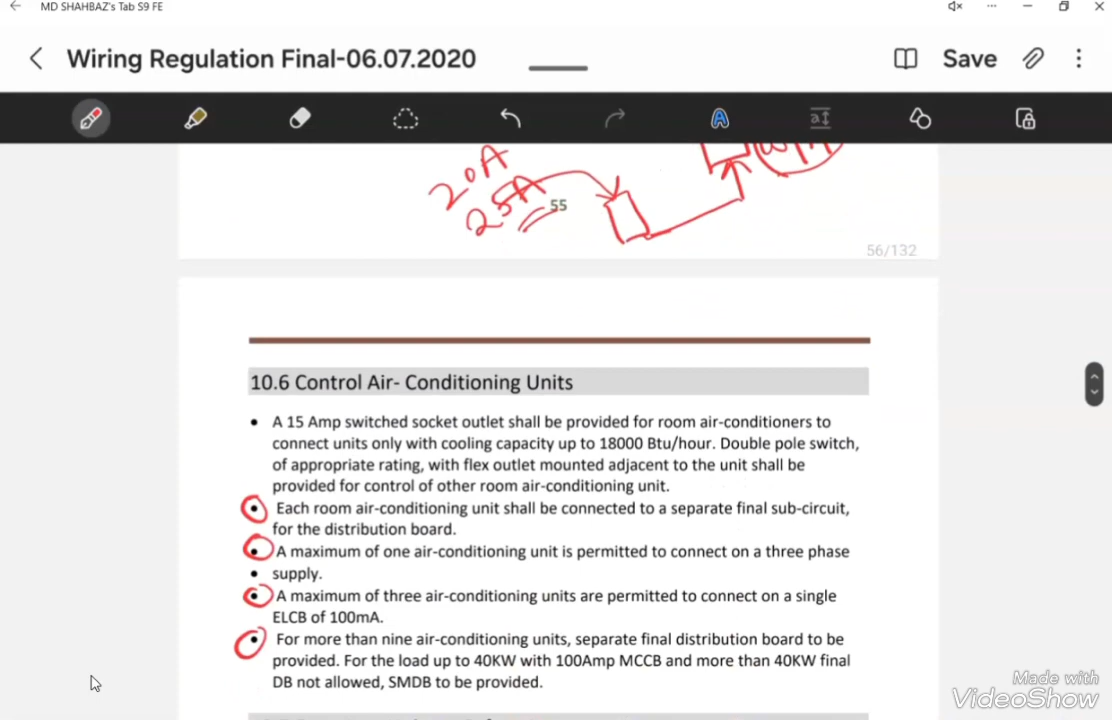 MD SHAHBAZ's Tab S9 FE
Wiring Regulation Final-06.07.2020
Save
20A
25A
55
56/132
10.6 Control Air- Conditioning Units
• A 15 Amp switched socket outlet shall be provided for room air-conditioners to
connect units only with cooling capacity up to 18000 Btu/hour. Double pole switch,
of appropriate rating, with flex outlet mounted adjacent to the unit shall be
provided for control of other room air-conditioning unit.
• Each room air-conditioning unit shall be connected to a separate final sub-circuit,
for the distribution board.
• A maximum of one air-conditioning unit is permitted to connect on a three phase
• supply.
• A maximum of three air-conditioning units are permitted to connect on a single
ELCB of 100mA.
• For more than nine air-conditioning units, separate final distribution board to be
provided. For the load up to 40KW with 100Amp MCCB and more than 40KW final
DB not allowed, SMDB to be provided.
Made with
VideoShow